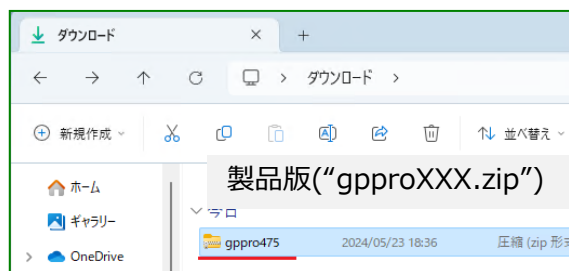 ダウンロード
ダウンロード
新規作成
並べ替え
製品版(“gpproXXX.zip”)
ホーム
今日
ギャラリー
gppro475 2024/05/23 18:36 圧縮 (zip 形式
OneDrive